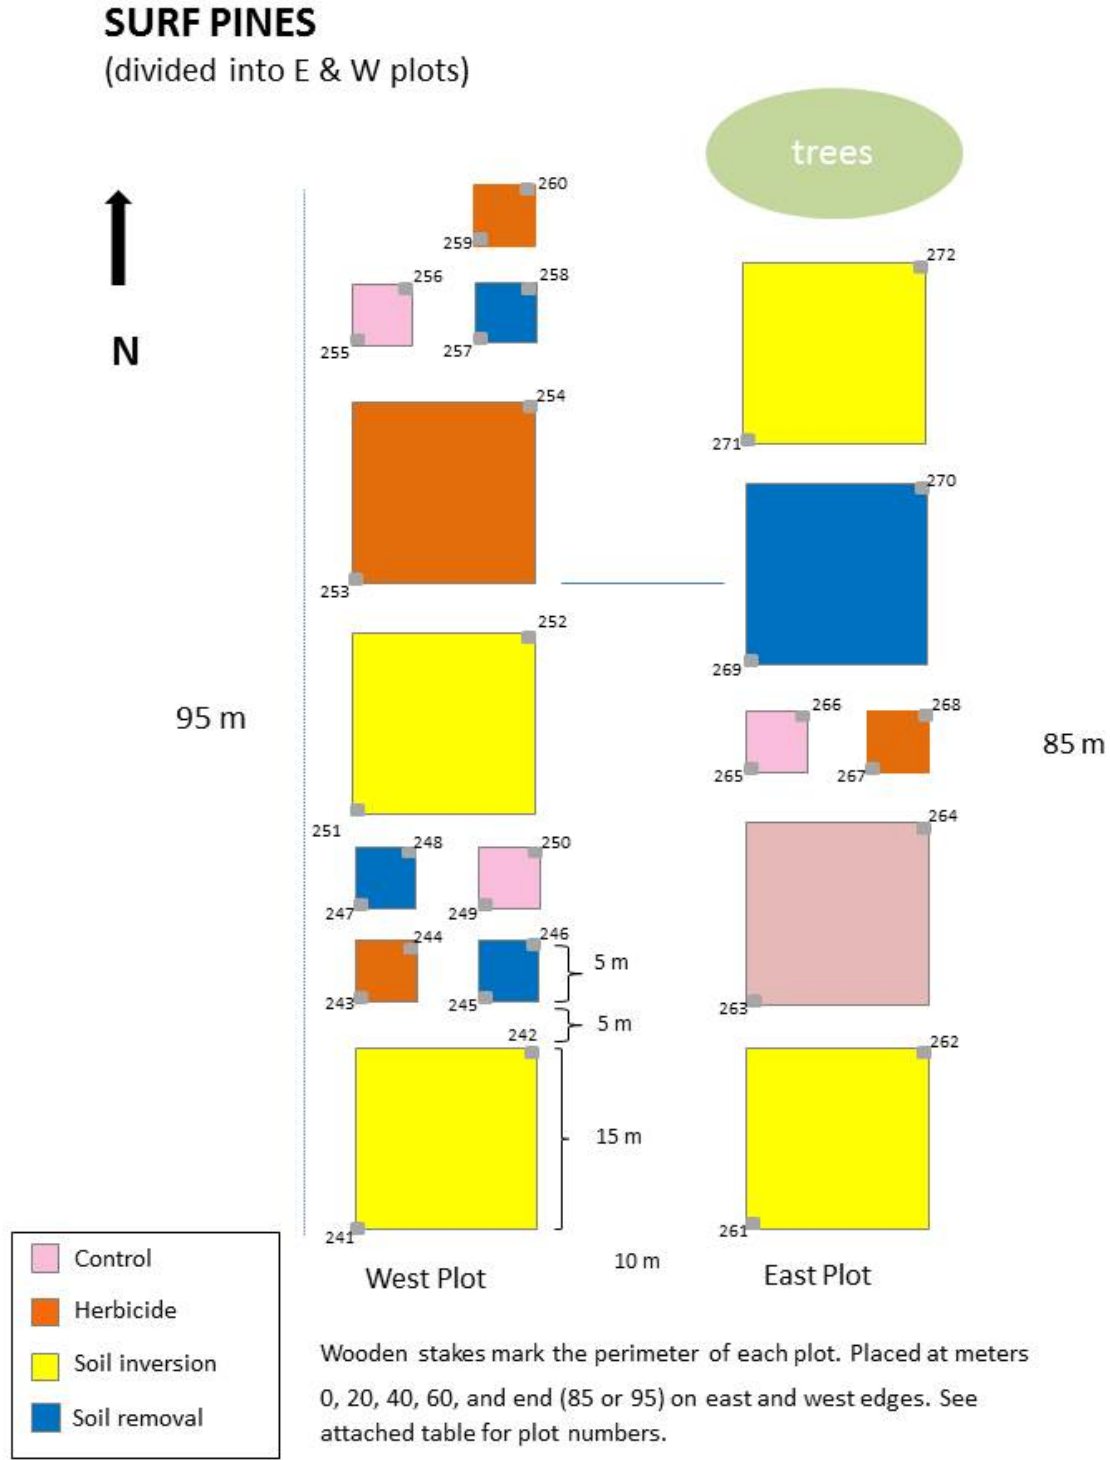 SURF PINES
(divided into E & W plots)
trees
260
259
272
256
258
N
255
257
254
271
270
253
252
269
266
268
95 m
265
267
85 m
264
251
248
250
247
249
244
246
5 m
243
245
263
5 m
242
262
15 m
241
261
10 m
West Plot
East Plot
Control
Herbicide
Soil inversion
Soil removal
Wooden stakes mark the perimeter of each plot. Placed at meters
0, 20, 40, 60, and end (85 or 95) on east and west edges. See
attached table for plot numbers.